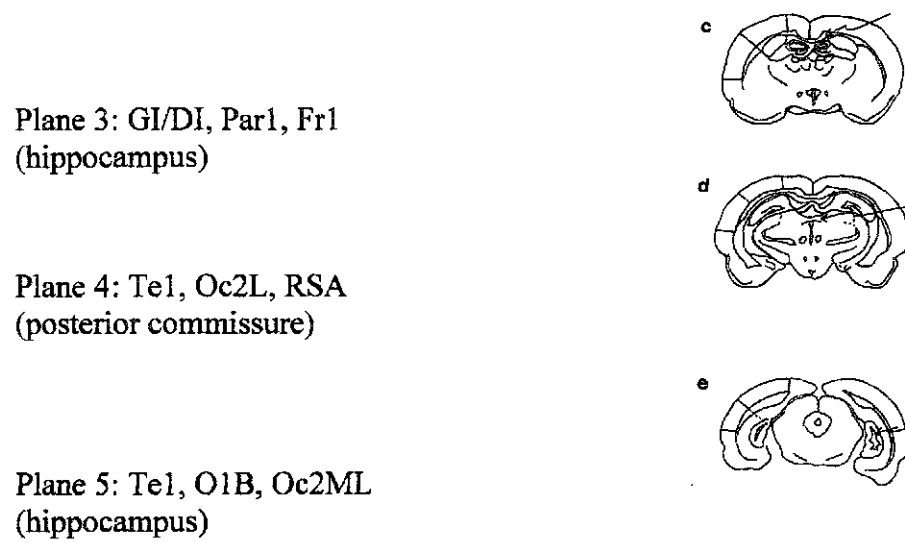 c
Plane 3: GI/DI, Par1, Fr1
(hippocampus)
d
Plane 4: Te1, Oc2L, RSA
(posterior commissure)
e
Plane 5: Te1, O1B, Oc2ML
(hippocampus)